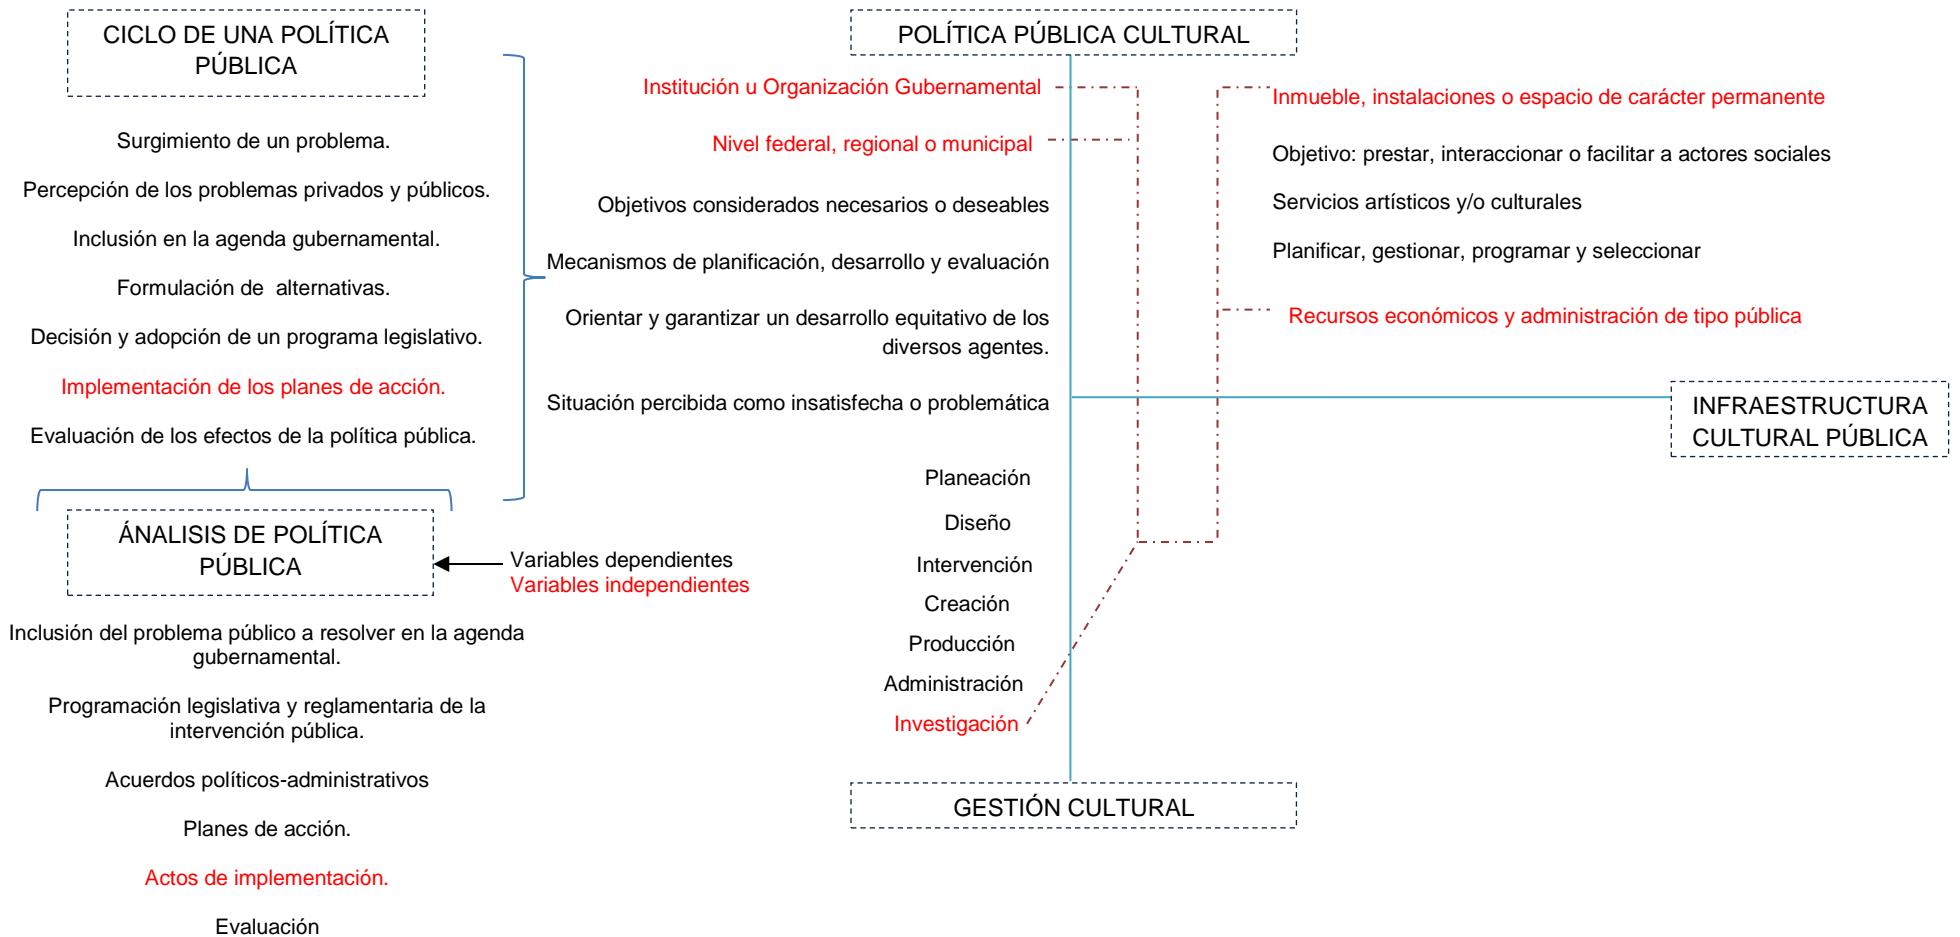 CICLO DE UNA POLÍTICA
PÚBLICA
Surgimiento de un problema.
Percepción de los problemas privados y públicos.
Inclusión en la agenda gubernamental.
Formulación de  alternativas.
Decisión y adopción de un programa legislativo.
Implementación de los planes de acción.
Evaluación de los efectos de la política pública.
ÁNALISIS DE POLÍTICA
PÚBLICA
Variables dependientes
Variables independientes
Inclusión del problema público a resolver en la agenda
gubernamental.
Programación legislativa y reglamentaria de la
intervención pública.
Acuerdos políticos-administrativos
Planes de acción.
Actos de implementación.
Evaluación
POLÍTICA PÚBLICA CULTURAL
Institución u Organización Gubernamental
Nivel federal, regional o municipal
Objetivos considerados necesarios o deseables
Mecanismos de planificación, desarrollo y evaluación
Orientar y garantizar un desarrollo equitativo de los
diversos agentes.
Situación percibida como insatisfecha o problemática
Planeación
Diseño
Intervención
Creación
Producción
Administración
Investigación
GESTIÓN CULTURAL
Inmueble, instalaciones o espacio de carácter permanente
Objetivo: prestar, interaccionar o facilitar a actores sociales
Servicios artísticos y/o culturales
Planificar, gestionar, programar y seleccionar
Recursos económicos y administración de tipo pública
INFRAESTRUCTURA
CULTURAL PÚBLICA